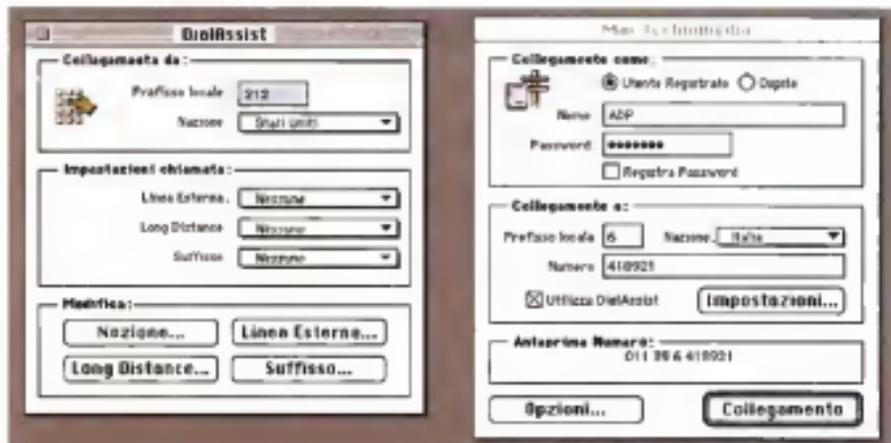 DialAssist
Collegamento da:
Prefisso locale 212
Nazione Stati Uniti
Impostazioni chiamata:
Linea Esterna. Nessuna
Long Distance Nessuno
Suffisso Nessuno
Modifica:
Nazione... Linea Esterna...
Long Distance... Suffisso...
Collegamento come:
Utente Registrato Ospite
Nome ADP
Password •••••••
Registra Password
Collegamento a:
Prefisso locale 6 Nazione. Italia
Numero 418921
Utilizza DialAssist Impostazioni...
Anteprima Numero:
011 39 6 418921
Opzioni... Collegamento